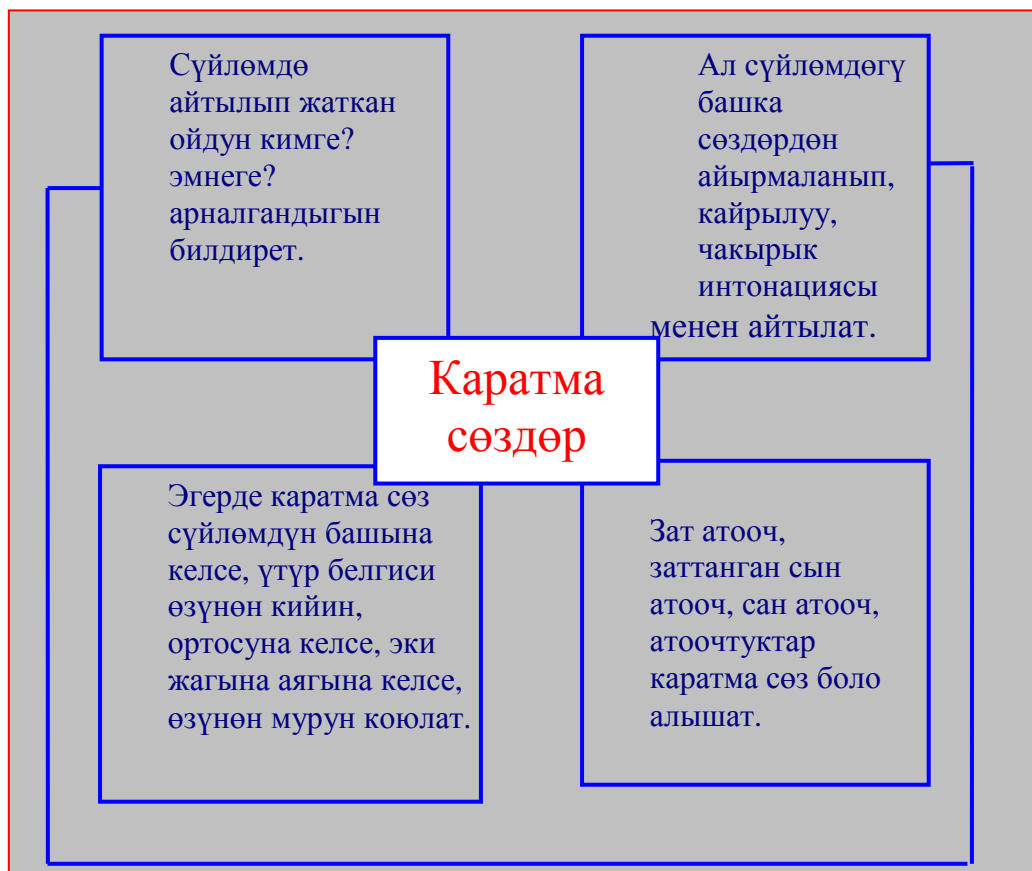 Сүйлөмдө
айтылып жаткан
ойдун кимге?
эмнеге?
арналгандыгын
билдирет.
Ал сүйлөмдөгү
башка
сөздөрдөн
айырмаланып,
кайрылуу,
чакырык
интонациясы
менен айтылат.
Каратма
сөздөр
Эгерде каратма сөз
сүйлөмдүн башына
келсе, үтүр белгиси
өзүнөн кийин,
ортосуна келсе, эки
жагына аягына келсе,
өзүнөн мурун коюлат.
Зат атооч,
заттанган сын
атооч, сан атооч,
атоочтуктар
каратма сөз боло
алышат.